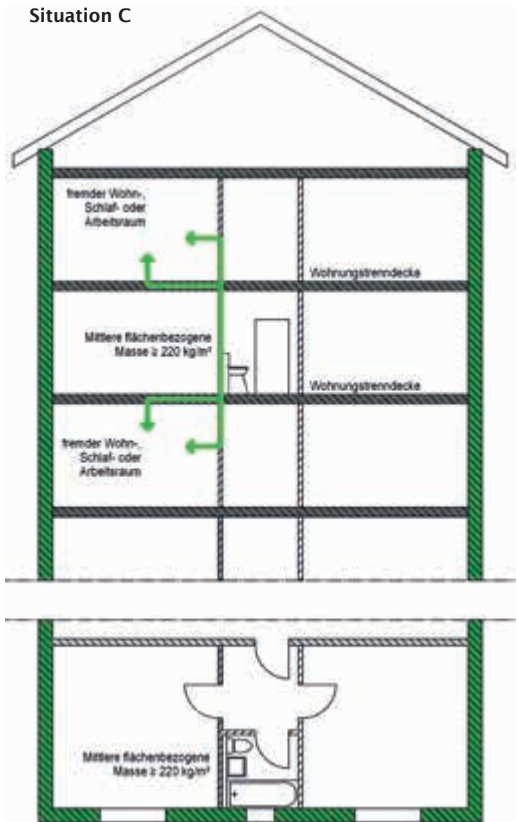 Situation C
fremder Wohn-,
Schlaf- oder
Arbeitsraum
Wohnungstrenndecke
Mittlere flächenbezogene
Masse ≥ 220 kg/m²
Wohnungstrenndecke
fremder Wohn-,
Schlaf- oder
Arbeitsraum
Mittlere flächenbezogene
Masse ≥ 220 kg/m²